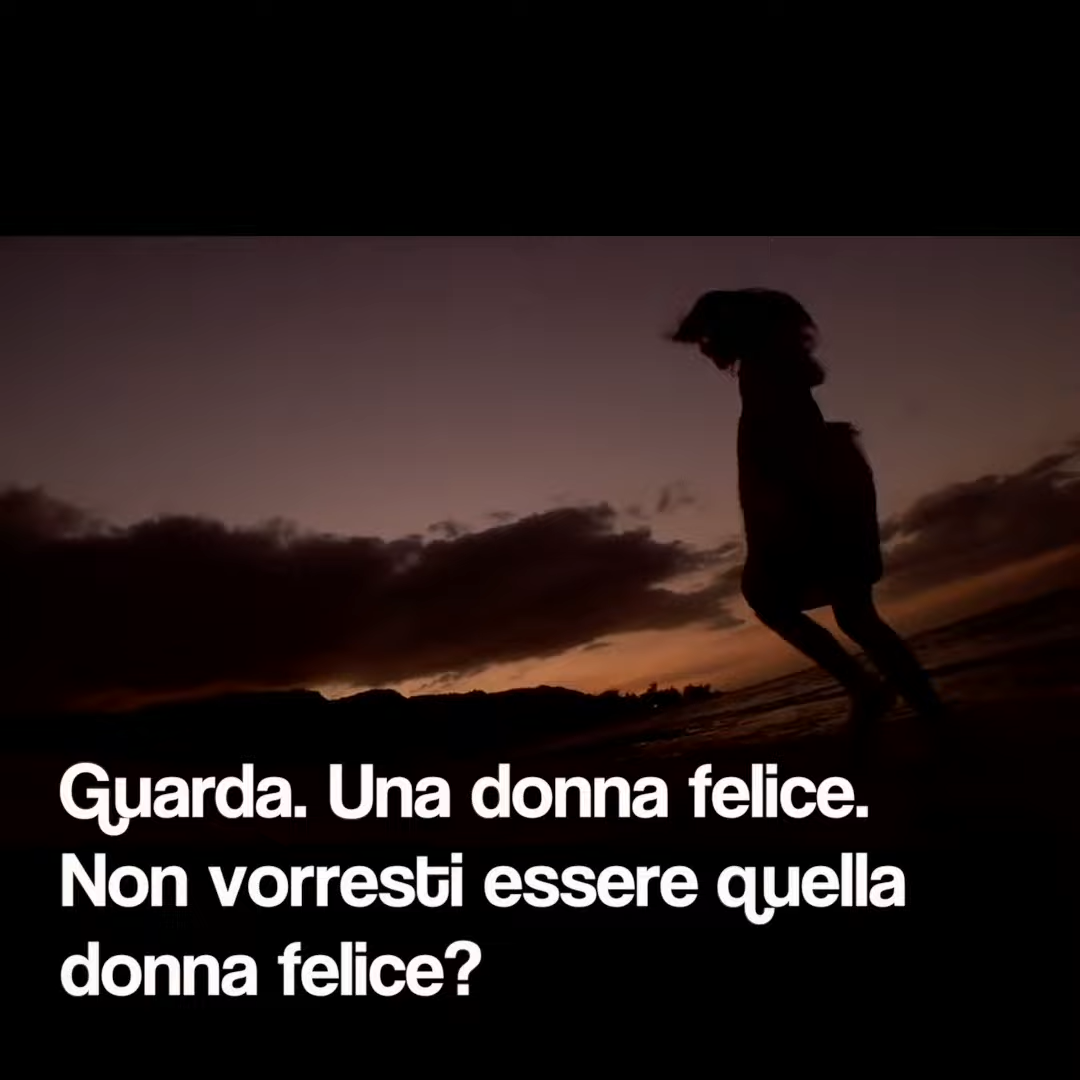 Guarda. Una donna felice.
Non vorresti essere quella
donna felice?